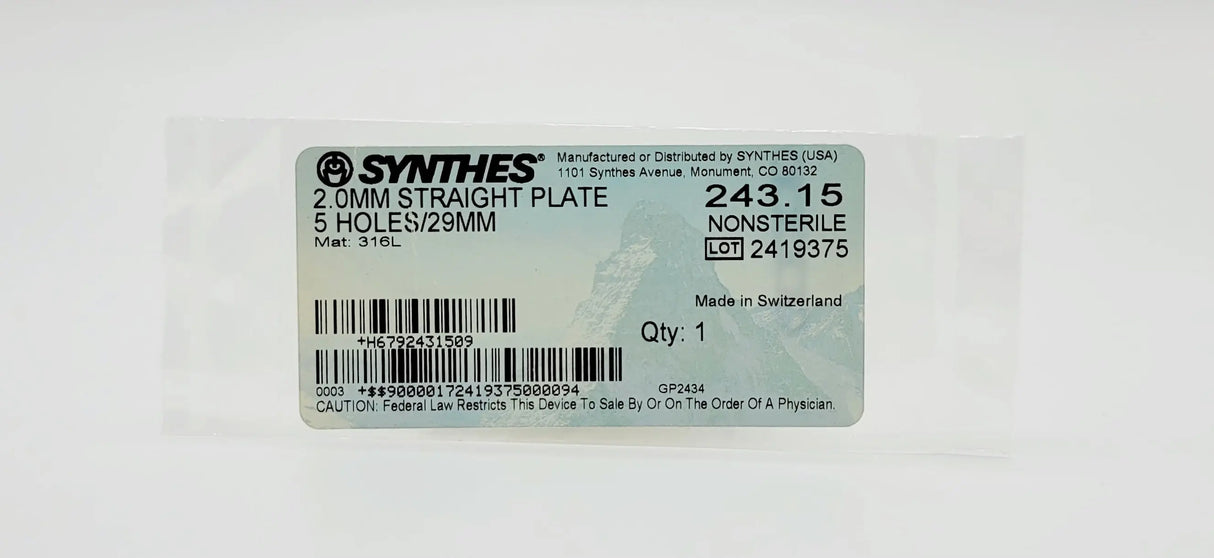 SYNTHES® Manufactured or Distributed by SYNTHES (USA)
1101 Synthes Avenue, Monument, CO 80132
2.0MM STRAIGHT PLATE 243.15
5 HOLES/29MM NONSTERILE
Mat: 316L LOT 2419375
Made in Switzerland
Qty: 1
+H6792431509
0003 +$$90000172419375000094 GP2434
CAUTION: Federal Law Restricts This Device To Sale By Or On The Order Of A Physician.